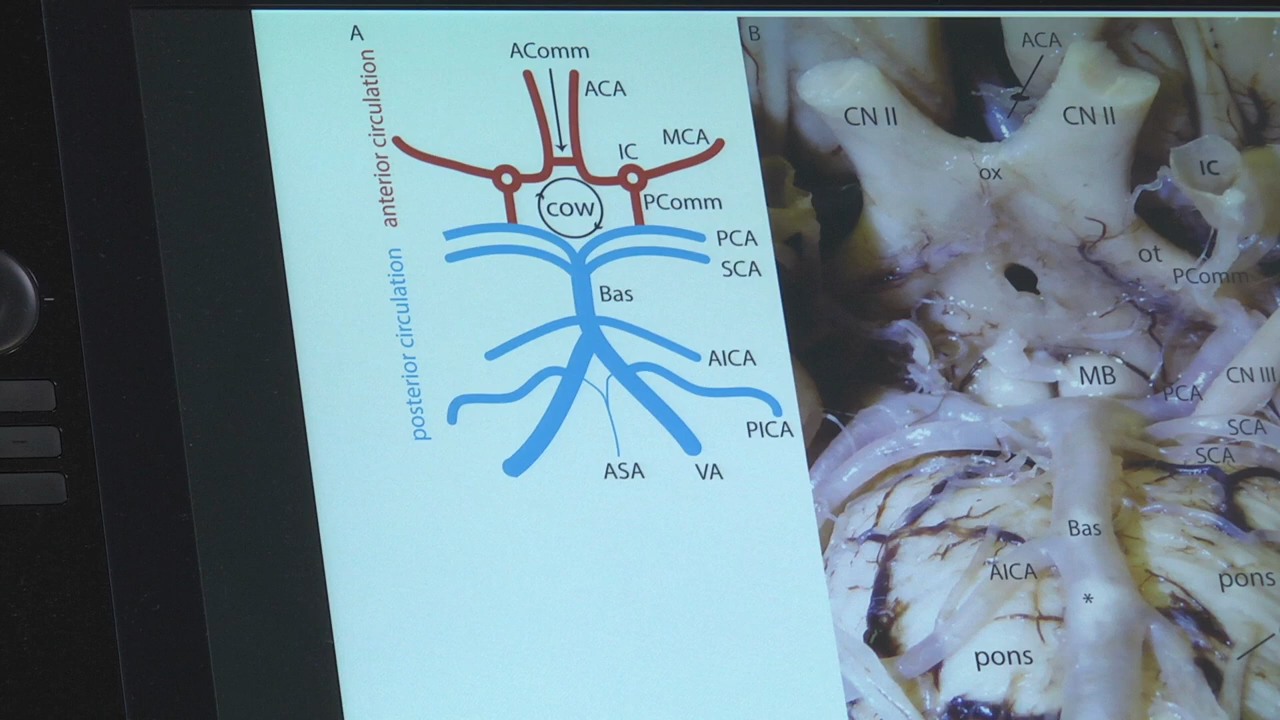 A
AComm
ACA
anterior circulation
MCA
IC
COW
PComm
PCA
SCA
posterior circulation
Bas
AICA
PICA
ASA
VA
B
ACA
CN II
CN II
ox
IC
ot
PComm
MB
CN III
PCA
SCA
SCA
Bas
AICA
*
pons
pons